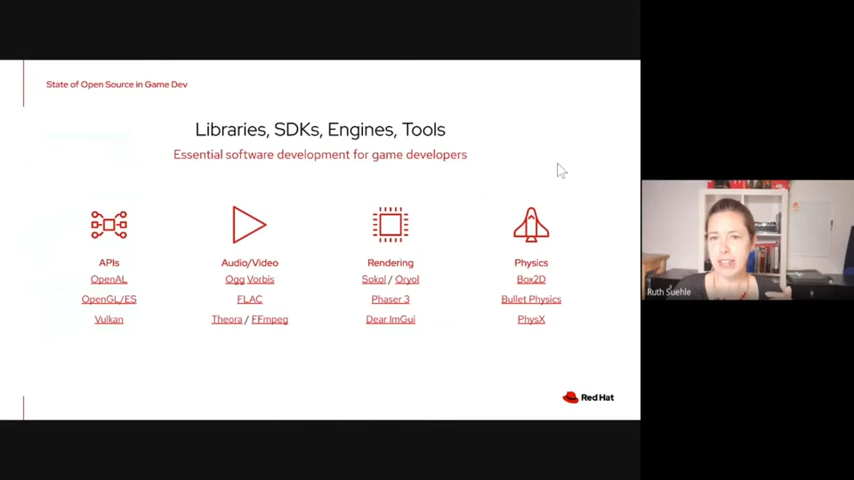 State of Open Source in Game Dev
Libraries, SDKs, Engines, Tools
Essential software development for game developers
APIs
OpenAL
OpenGL/ES
Vulkan
Audio/Video
Ogg Vorbis
FLAC
Theora / FFmpeg
Rendering
Sokol / Oryol
Phaser 3
Dear ImGui
Physics
Box2D
Bullet Physics
PhysX
Red Hat
Ruth Suehle